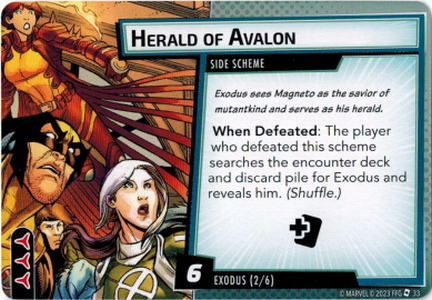 HERALD OF AVALON
SIDE SCHEME
Exodus sees Magneto as the savior of
mutantkind and serves as his herald.
When Defeated: The player
who defeated this scheme
searches the encounter deck
and discard pile for Exodus and
reveals him. (Shuffle.)
6
EXODUS (2/6)
© MARVEL © 2023 FFG 33